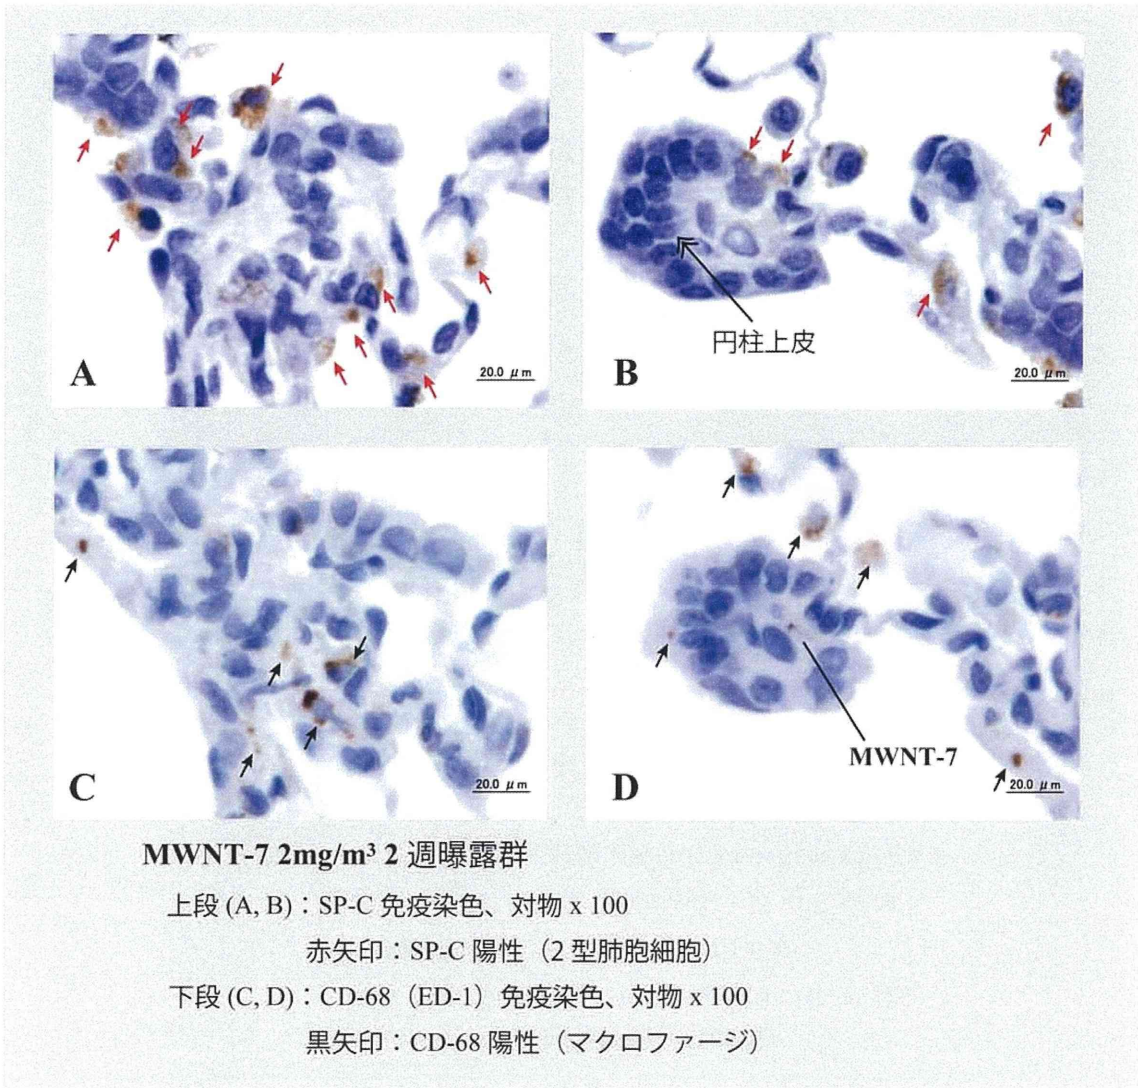 A
20.0 μm
円柱上皮
B
20.0 μm
C
20.0 μm
MWNT-7
D
20.0 μm
MWNT-7 2mg/m³ 2 週曝露群
上段 (A, B)：SP-C 免疫染色、対物 x 100
赤矢印：SP-C 陽性（2 型肺胞細胞）
下段 (C, D)：CD-68（ED-1）免疫染色、対物 x 100
黒矢印：CD-68 陽性（マクロファージ）